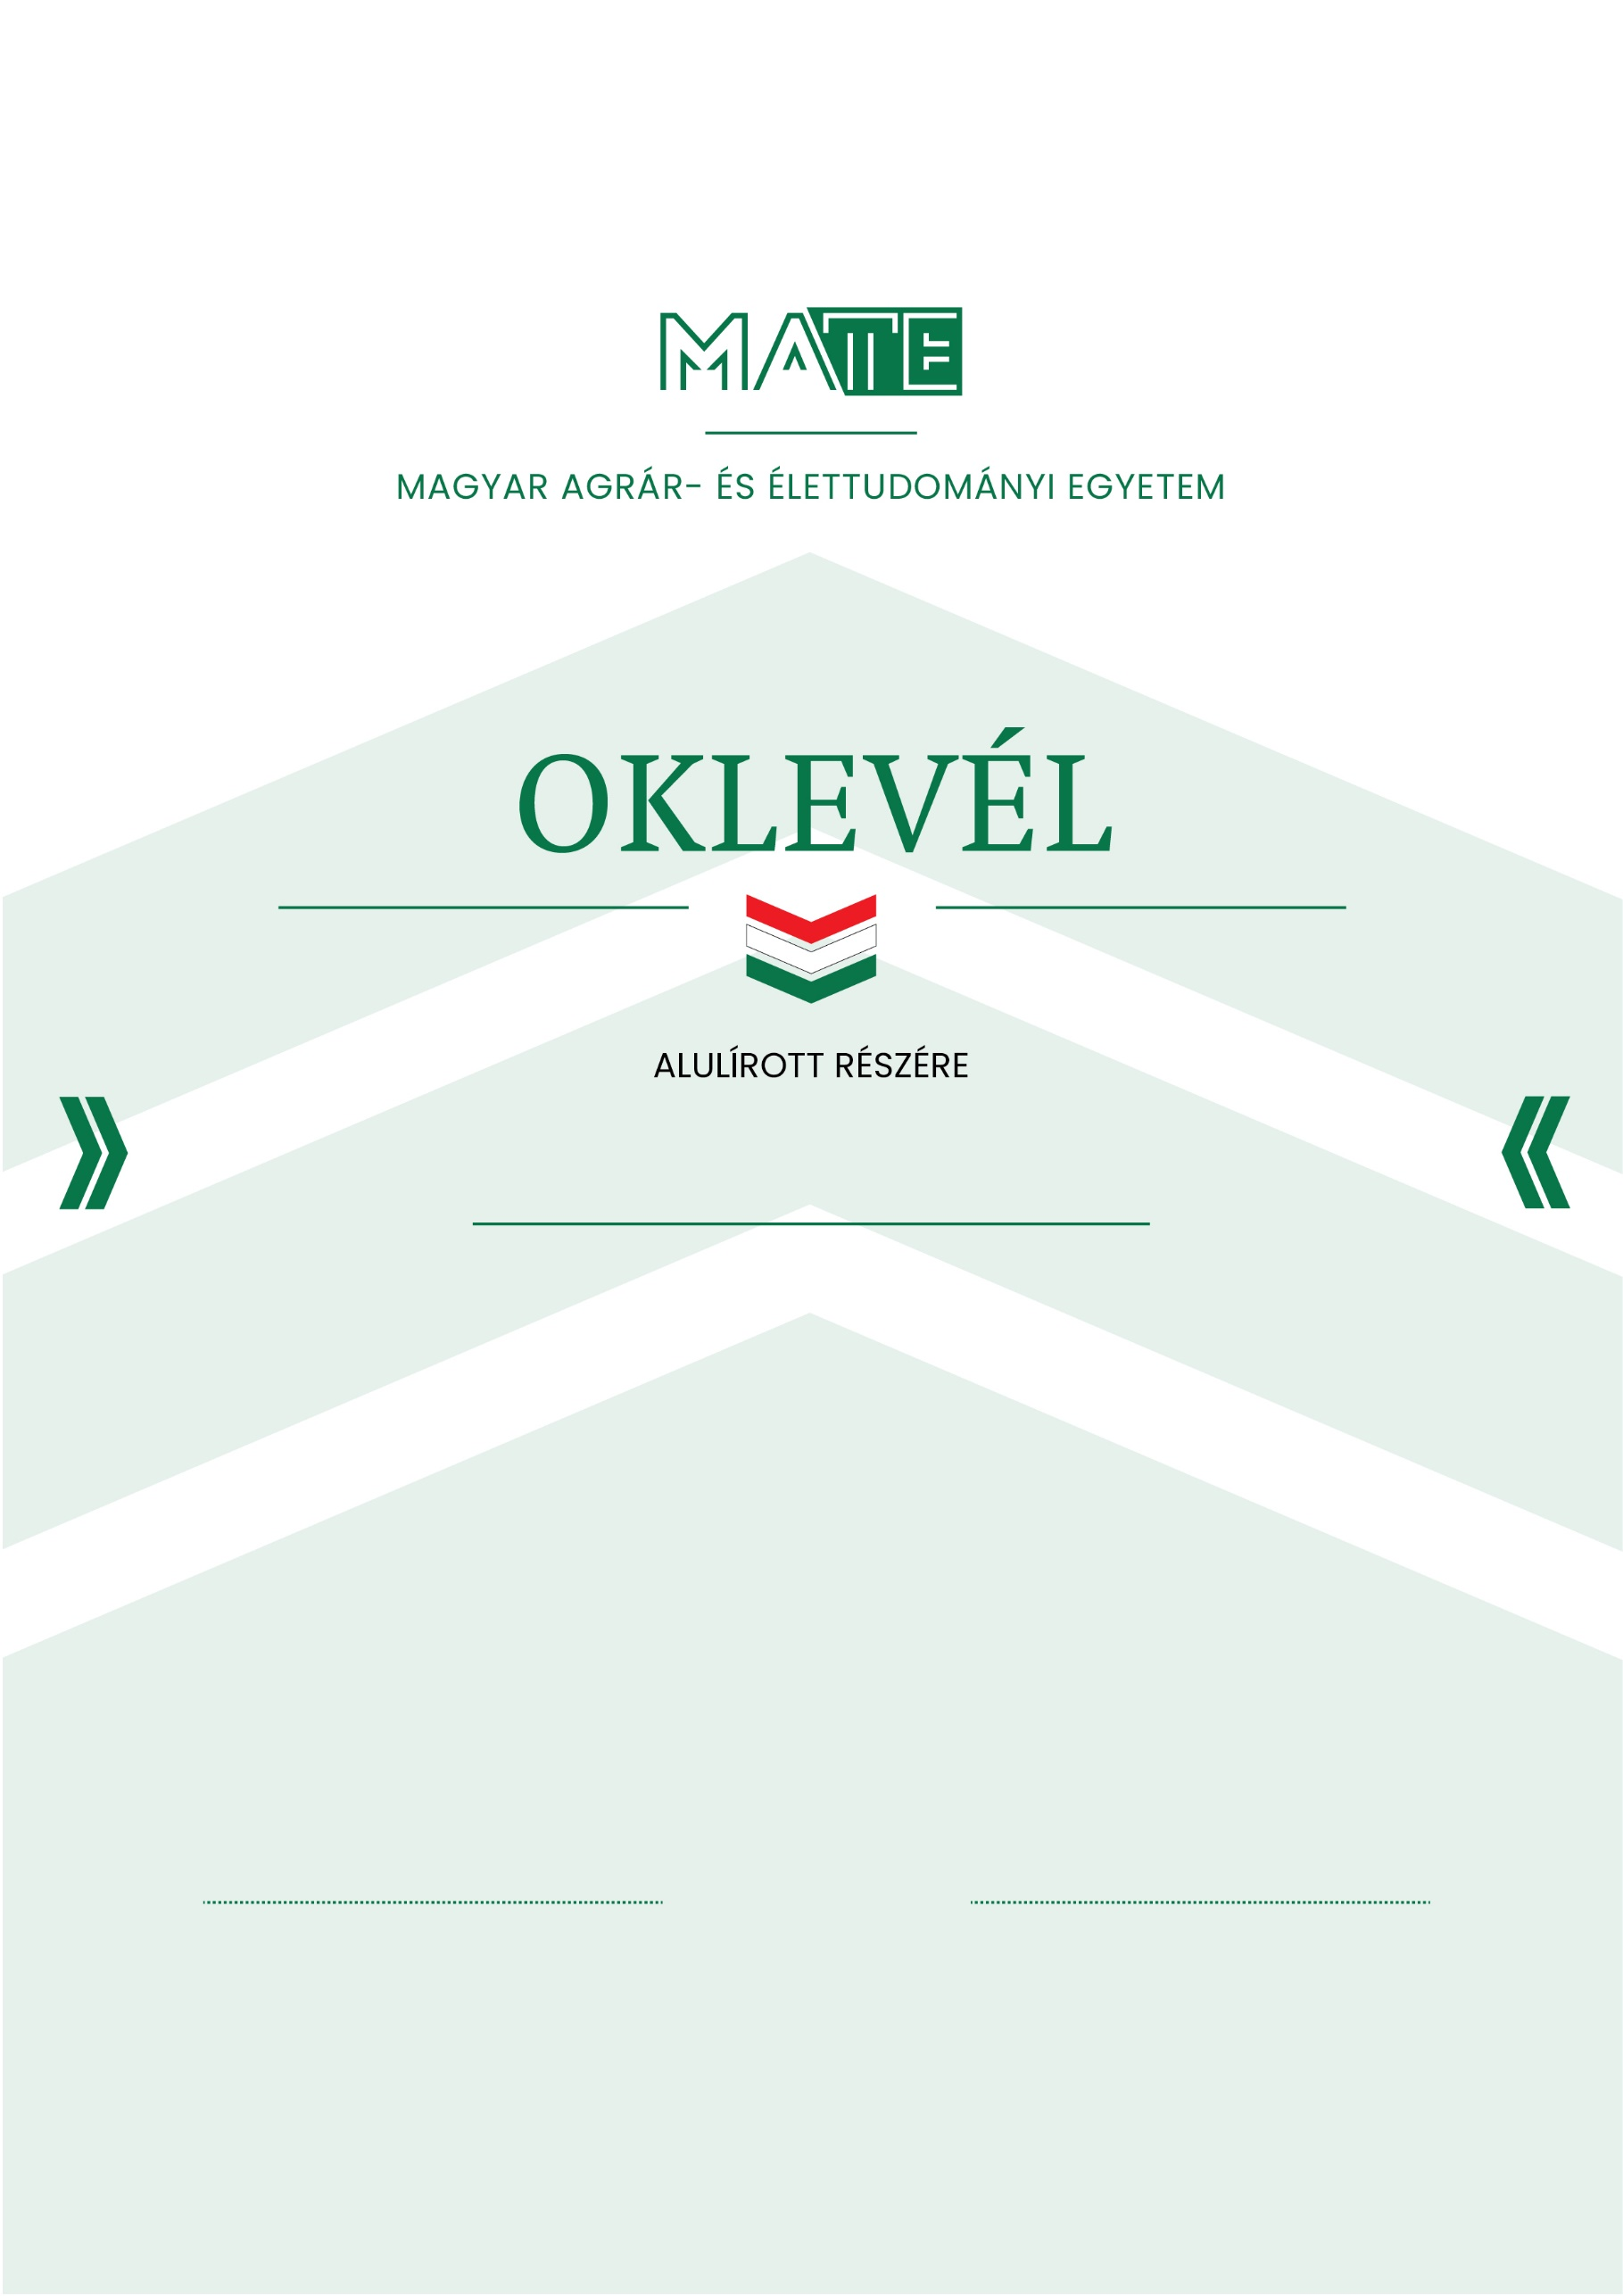 MATE
MAGYAR AGRÁR- ÉS ÉLETTUDOMÁNYI EGYETEM
OKLEVÉL
ALULÍROTT RÉSZÉRE